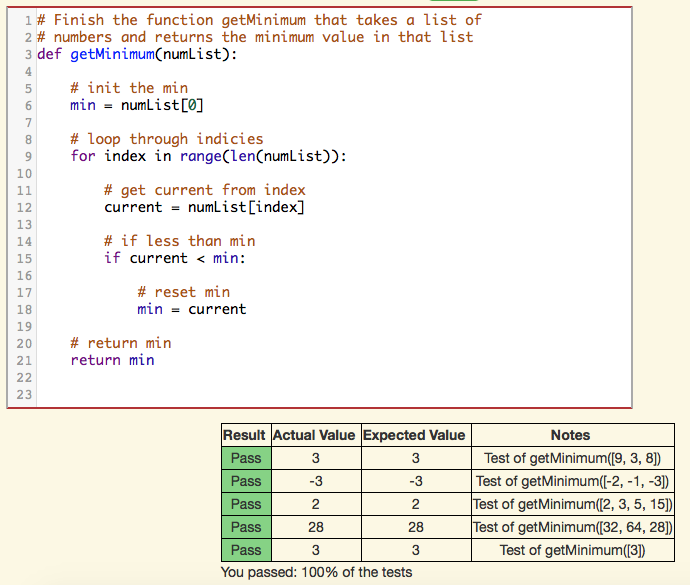 1 # Finish the function getMinimum that takes a list of
2 # numbers and returns the minimum value in that list
3 def getMinimum(numList):
4
5     # init the min
6     min = numList[0]
7
8     # loop through indicies
9     for index in range(len(numList)):
10
11         # get current from index
12         current = numList[index]
13
14         # if less than min
15         if current < min:
16
17             # reset min
18             min = current
19
20     # return min
21     return min
22
23
Result Actual Value Expected Value Notes
Pass 3 3 Test of getMinimum([9, 3, 8])
Pass -3 -3 Test of getMinimum([-2, -1, -3])
Pass 2 2 Test of getMinimum([2, 3, 5, 15])
Pass 28 28 Test of getMinimum([32, 64, 28])
Pass 3 3 Test of getMinimum([3])
You passed: 100% of the tests